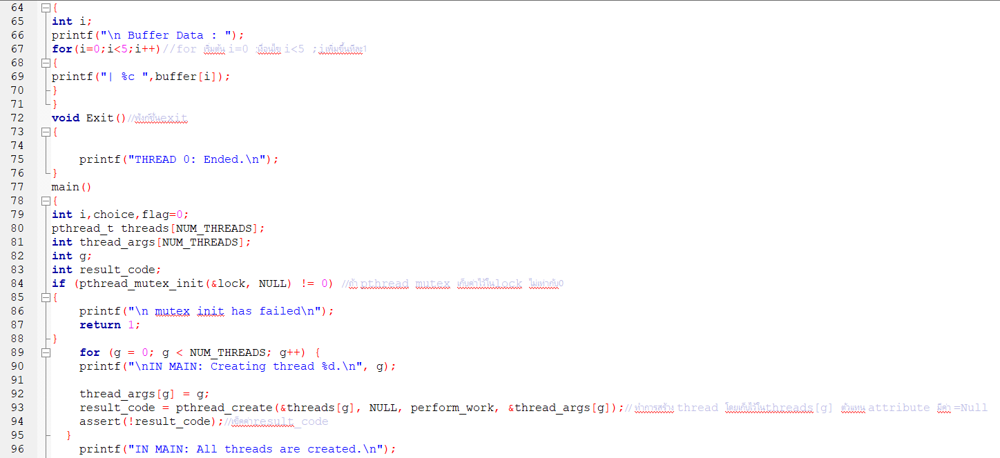 64 {
65 int i;
66 printf("\n Buffer Data : ");
67 for(i=0;i<5;i++)//for เริ่มต้น i=0 ;เงื่อนไข i<5 ;iเพิ่มขึ้นทีละ1
68 {
69 printf("| %c ",buffer[i]);
70 }
71 }
72 void Exit()//ฟังก์ชั่นexit
73 {
74
75 printf("THREAD 0: Ended.\n");
76 }
77 main()
78 {
79 int i,choice,flag=0;
80 pthread_t threads[NUM_THREADS];
81 int thread_args[NUM_THREADS];
82 int g;
83 int result_code;
84 if (pthread_mutex_init(&lock, NULL) != 0) //ถ้า pthread mutex เก็บค่าไว้ในlock ไม่เท่ากับ0
85 {
86 printf("\n mutex init has failed\n");
87 return 1;
88 }
89 for (g = 0; g < NUM_THREADS; g++) {
90 printf("\nIN MAIN: Creating thread %d.\n", g);
91
92 thread_args[g] = g;
93 result_code = pthread_create(&threads[g], NULL, perform_work, &thread_args[g]);// ทำการสร้าง thread โดยเก็บไว้ในthreads[g] ตัวแทน attribute มีค่า =Null
94 assert(!result_code);//เช็คค่าresult_code
95 }
96 printf("IN MAIN: All threads are created.\n");